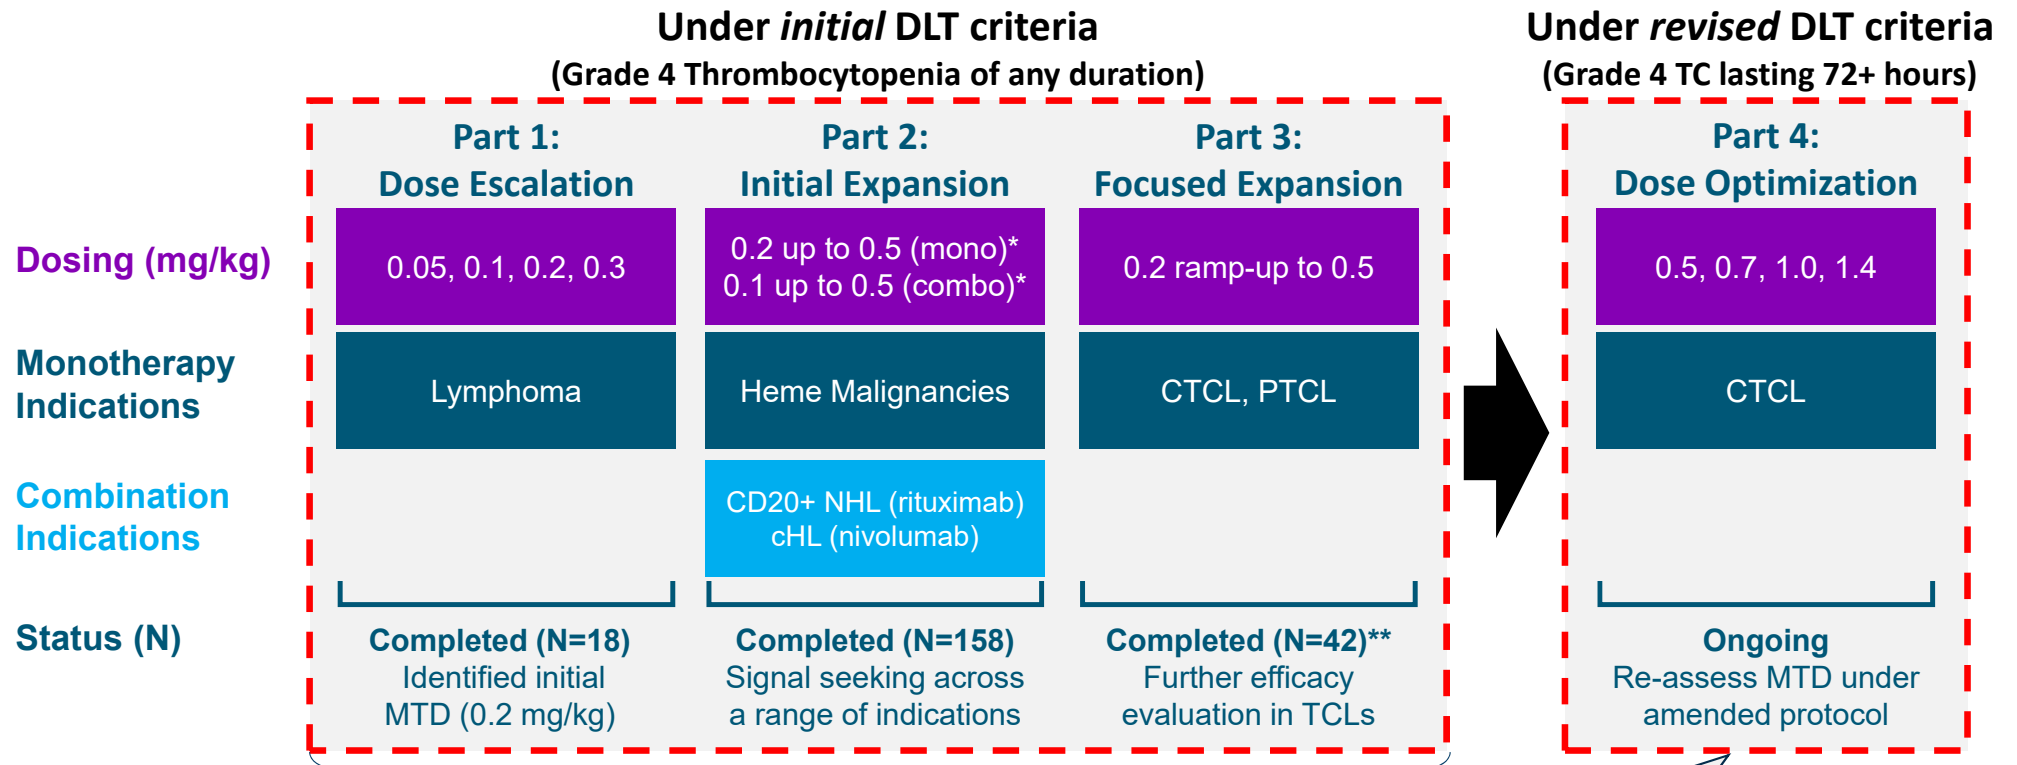 Under initial DLT criteria
(Grade 4 Thrombocytopenia of any duration)
Under revised DLT criteria
(Grade 4 TC lasting 72+ hours)
Part 1:
Dose Escalation
Part 2:
Initial Expansion
Part 3:
Focused Expansion
Part 4:
Dose Optimization
Dosing (mg/kg)
0.05, 0.1, 0.2, 0.3
0.2 up to 0.5 (mono)*
0.1 up to 0.5 (combo)*
0.2 ramp-up to 0.5
0.5, 0.7, 1.0, 1.4
Monotherapy
Indications
Lymphoma
Heme Malignancies
CTCL, PTCL
CTCL
Combination
Indications
CD20+ NHL (rituximab)
cHL (nivolumab)
Status (N)
Completed (N=18)
Identified initial
MTD (0.2 mg/kg)
Completed (N=158)
Signal seeking across
a range of indications
Completed (N=42)**
Further efficacy
evaluation in TCLs
Ongoing
Re-assess MTD under
amended protocol